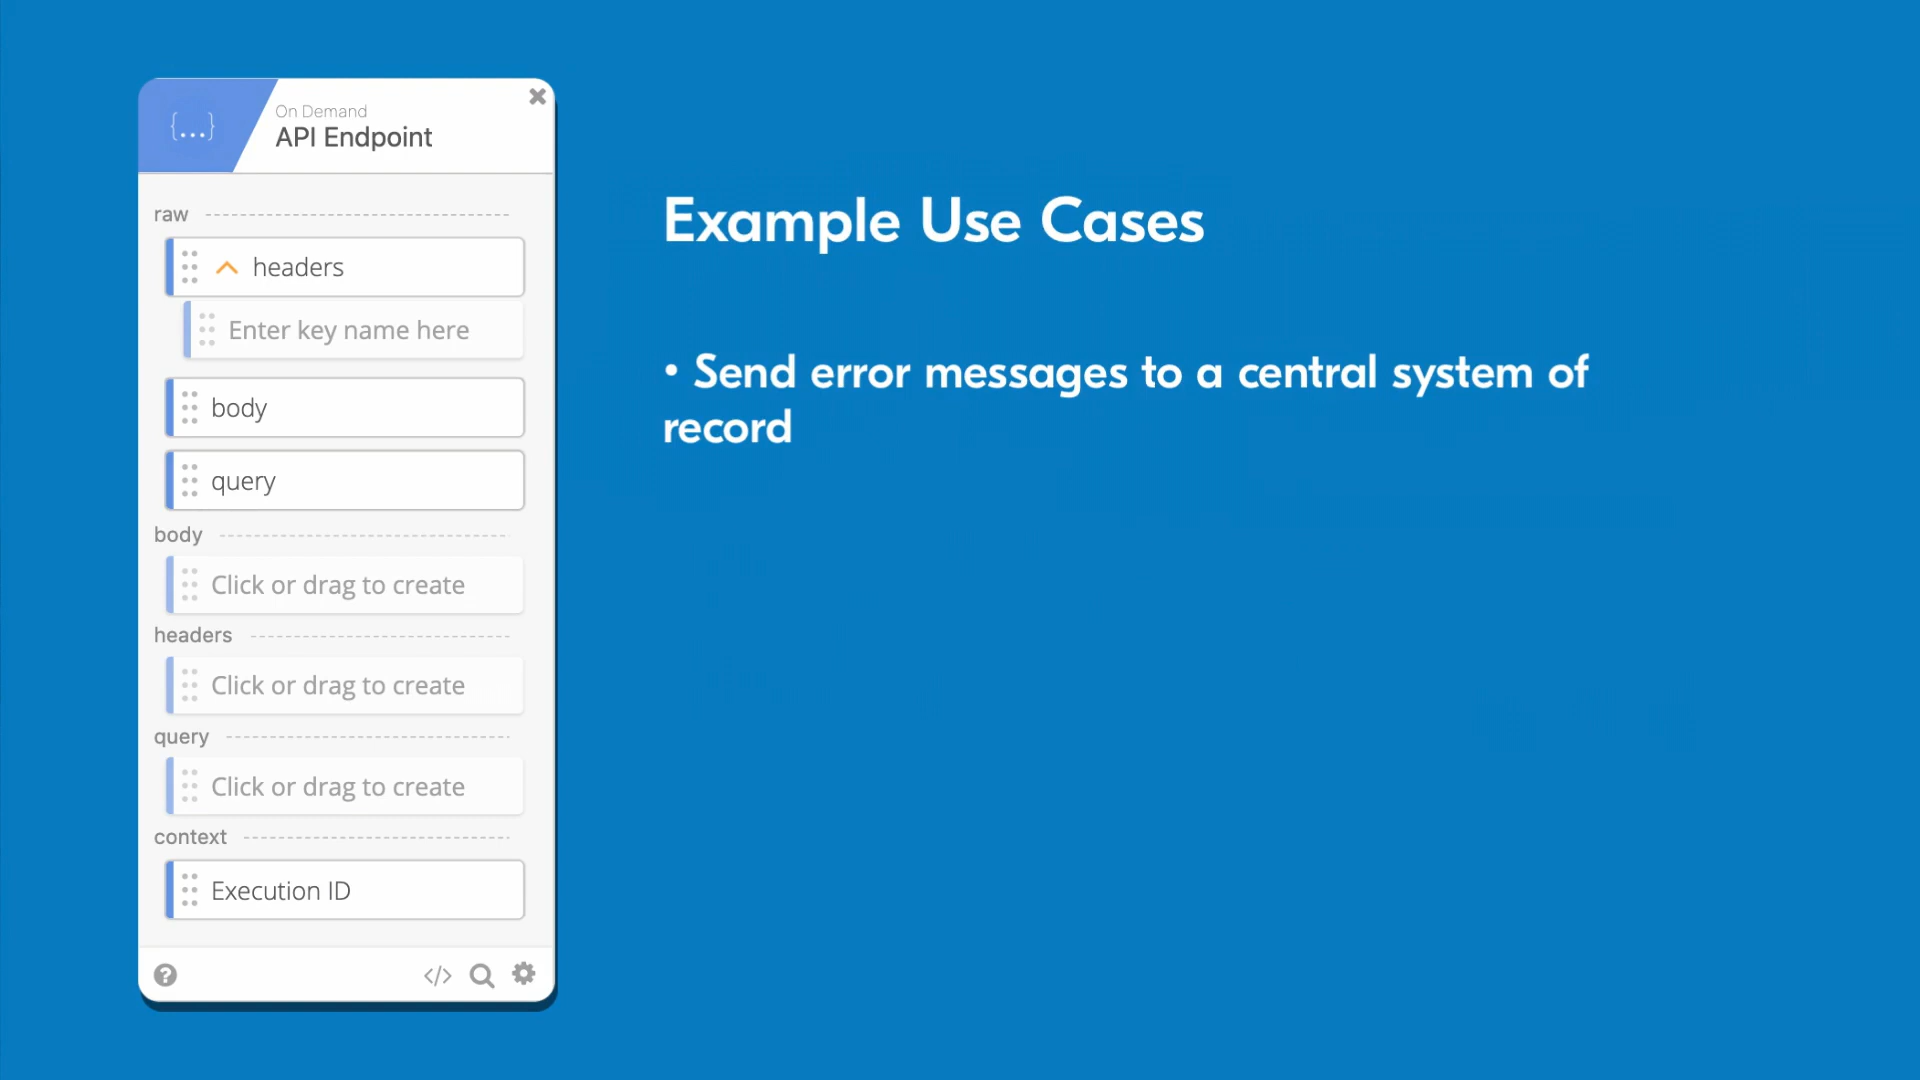 {...}
On Demand
API Endpoint
raw
headers
Enter key name here
body
query
body
Click or drag to create
headers
Click or drag to create
query
Click or drag to create
context
Execution ID
?
</>
Example Use Cases
• Send error messages to a central system of
record